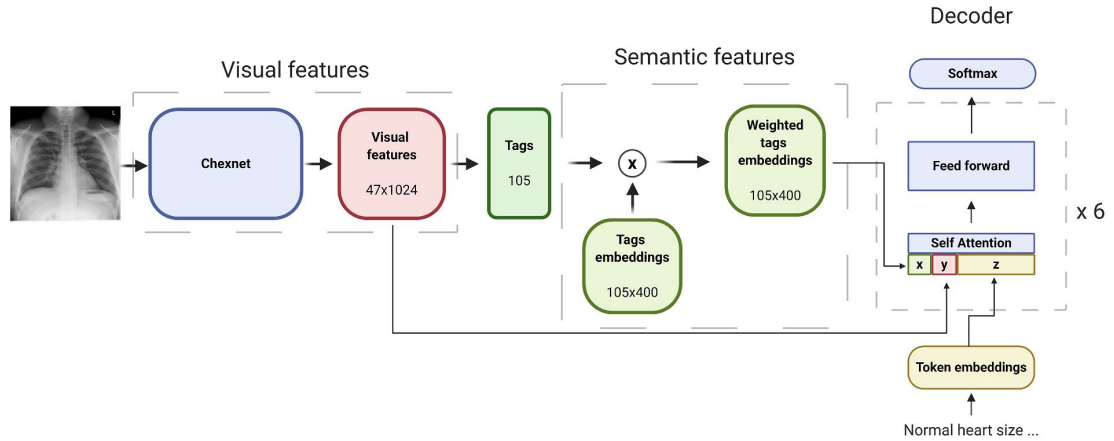 Decoder
Visual features
Semantic features
Softmax
L
Chexnet
Visual
features
47x1024
Tags
105
x
Weighted
tags
embeddings
105x400
Tags
embeddings
105x400
Feed forward
Self Attention
x y z
x 6
Token embeddings
Normal heart size ...